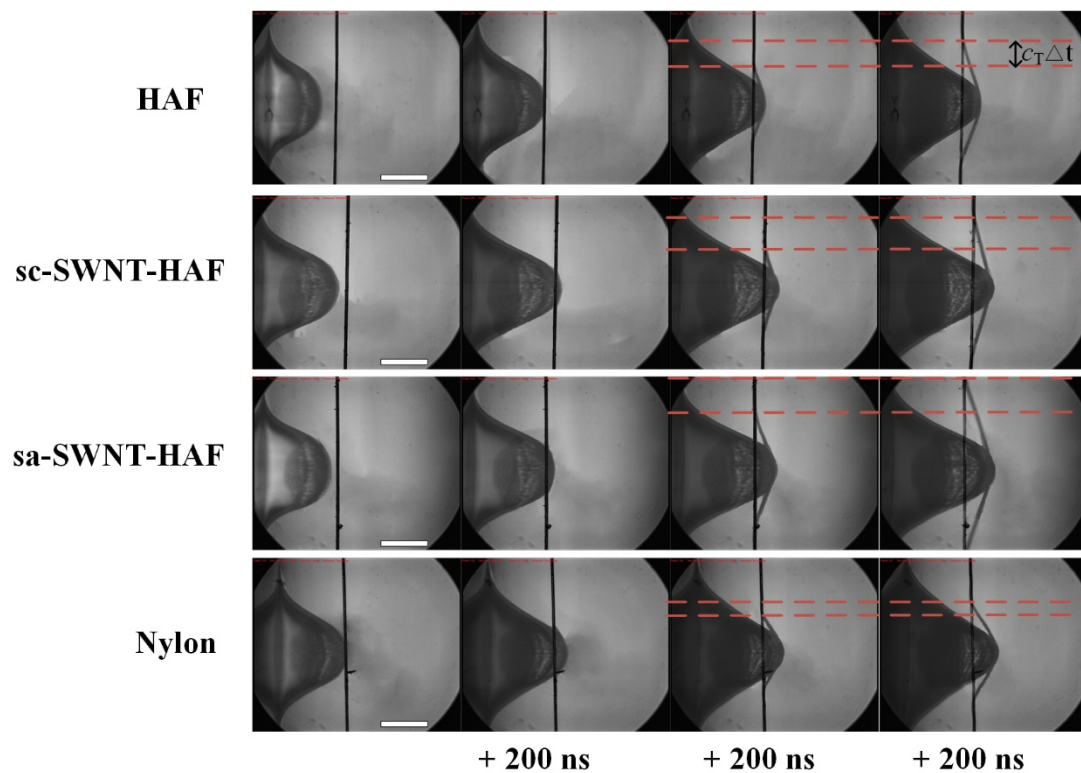 HAF
c_T△t
sc-SWNT-HAF
sa-SWNT-HAF
Nylon
+ 200 ns + 200 ns + 200 ns